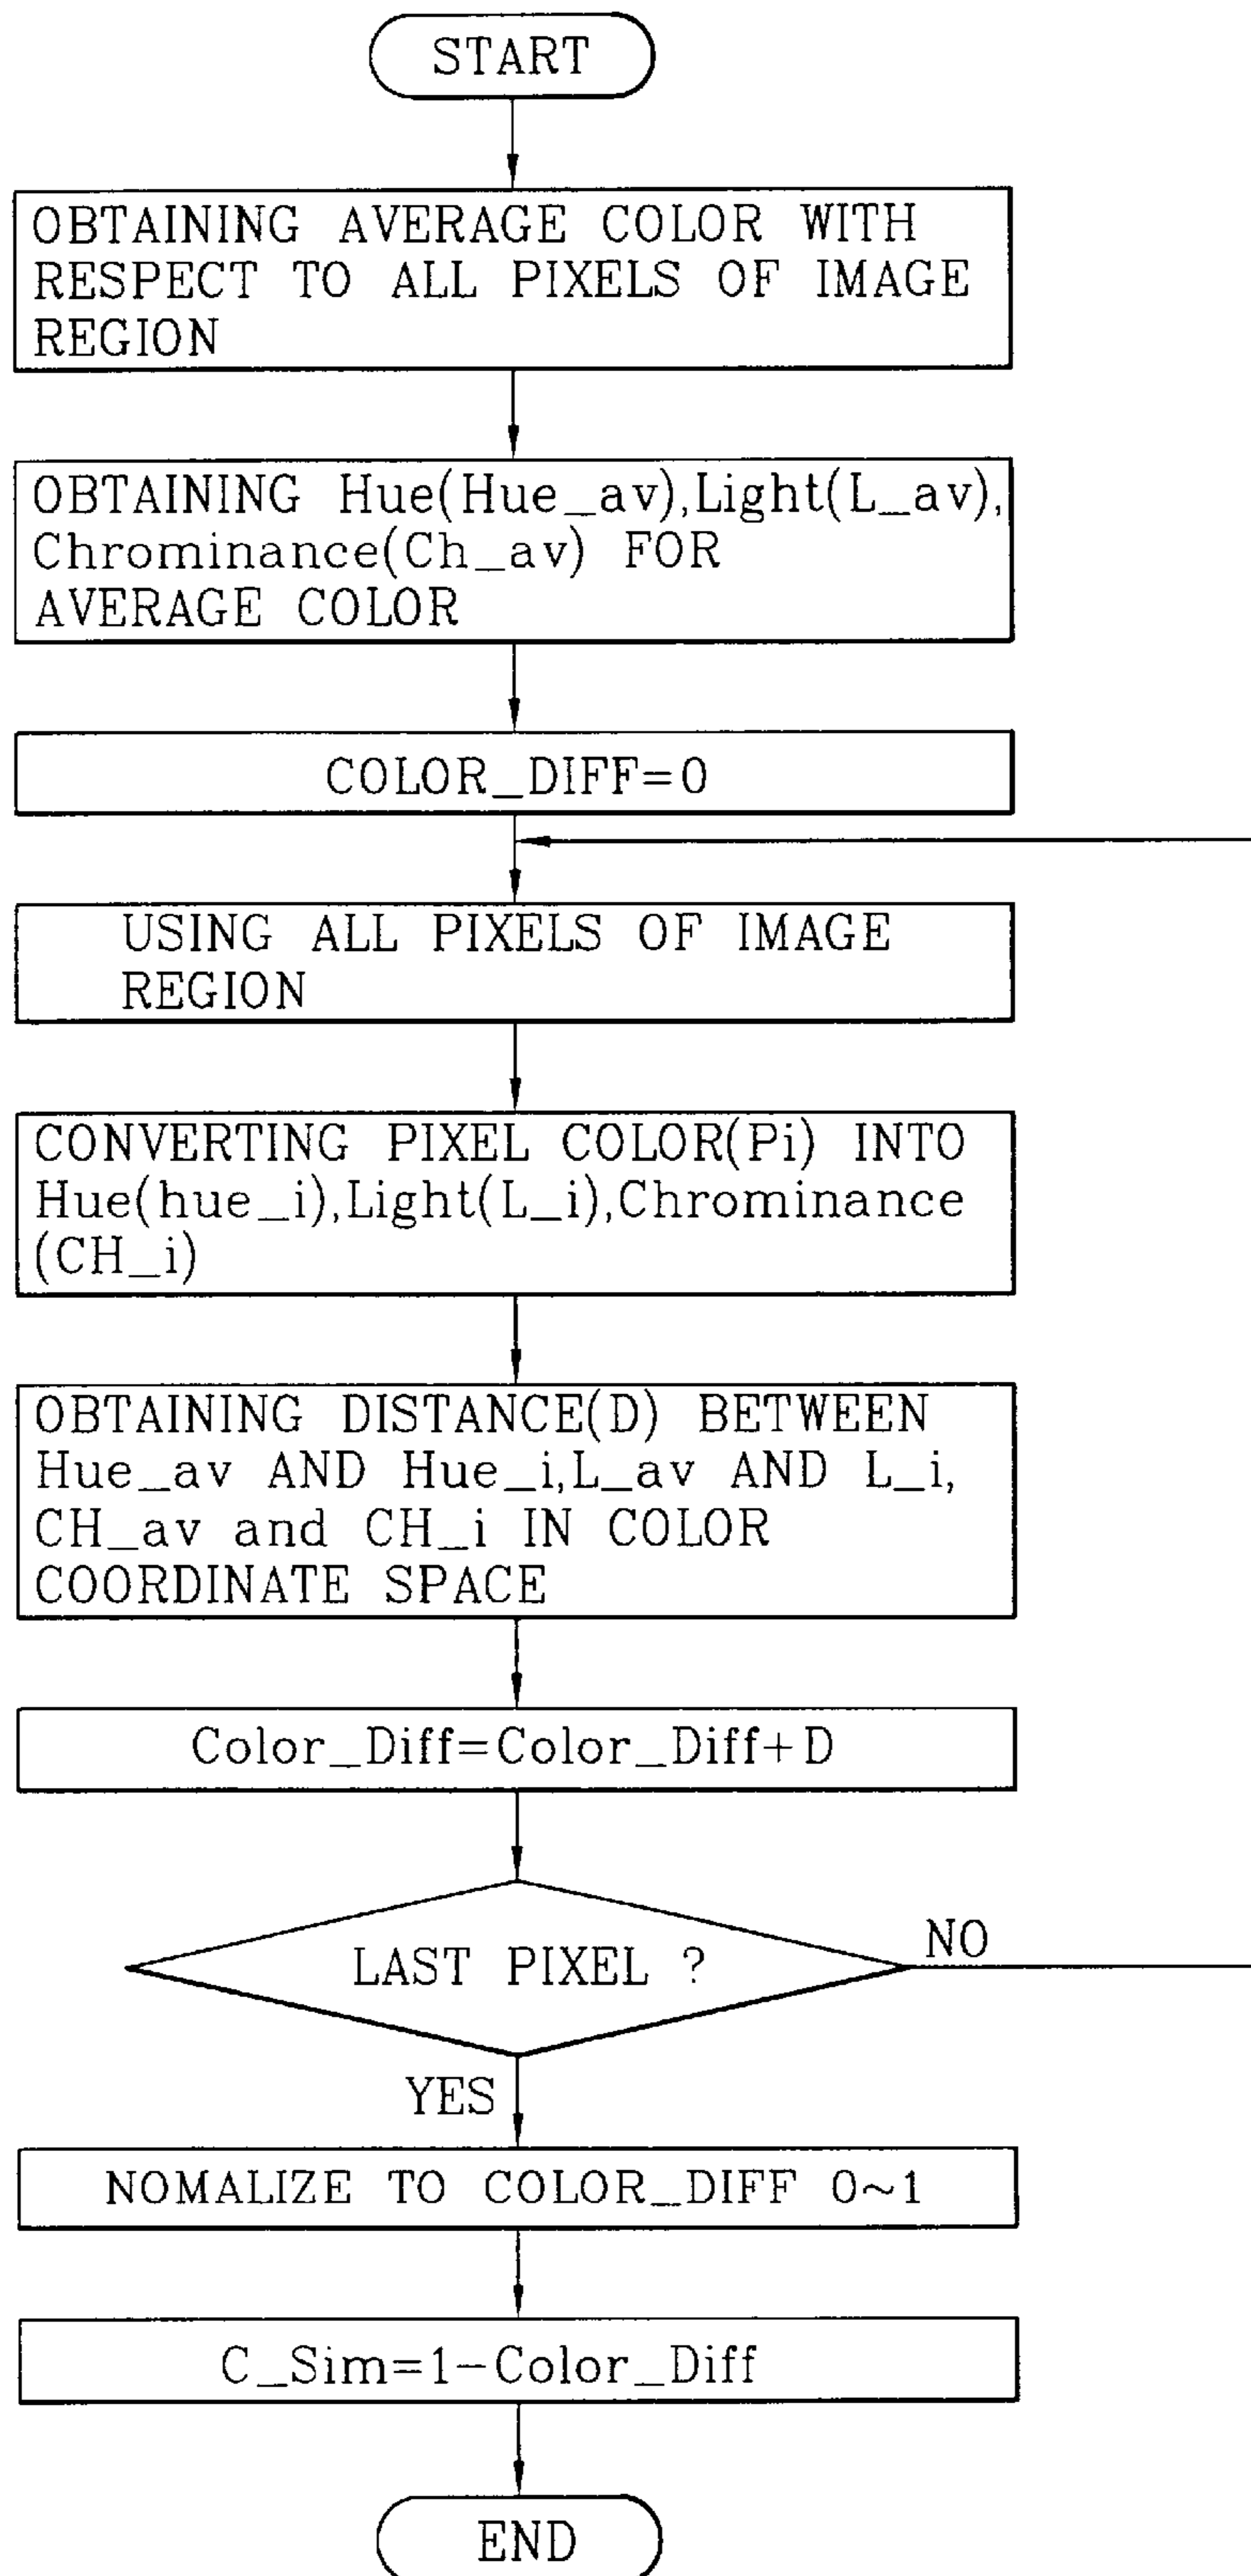 START
OBTAINING AVERAGE COLOR WITH
RESPECT TO ALL PIXELS OF IMAGE
REGION
OBTAINING Hue(Hue_av),Light(L_av),
Chrominance(Ch_av) FOR
AVERAGE COLOR
COLOR_DIFF=0
USING ALL PIXELS OF IMAGE
REGION
CONVERTING PIXEL COLOR(Pi) INTO
Hue(hue_i),Light(L_i),Chrominance
(CH_i)
OBTAINING DISTANCE(D) BETWEEN
Hue_av AND Hue_i,L_av AND L_i,
CH_av and CH_i IN COLOR
COORDINATE SPACE
Color_Diff=Color_Diff+D
LAST PIXEL ?
NO
YES
NOMALIZE TO COLOR_DIFF 0~1
C_Sim=1-Color_Diff
END